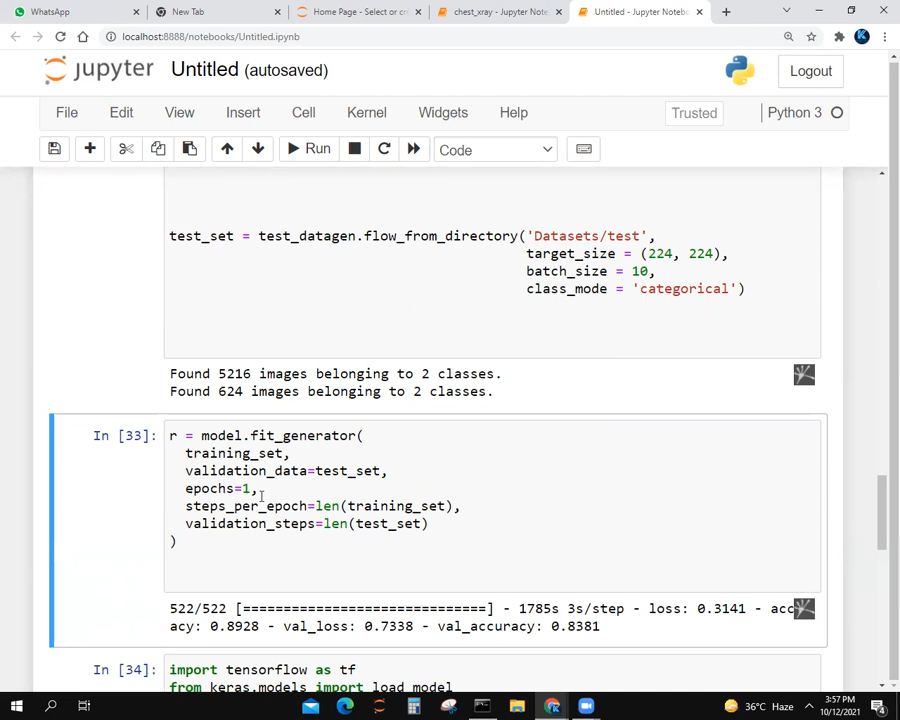 WhatsApp
New Tab
Home Page - Select or cr
chest_xray - Jupyter Note
Untitled - Jupyter Notebo
localhost:8888/notebooks/Untitled.ipynb
jupyter Untitled (autosaved)
Logout
File Edit View Insert Cell Kernel Widgets Help
Trusted
Python 3
Run
Code
test_set = test_datagen.flow_from_directory('Datasets/test',
target_size = (224, 224),
batch_size = 10,
class_mode = 'categorical')
Found 5216 images belonging to 2 classes.
Found 624 images belonging to 2 classes.
In [33]:
r = model.fit_generator(
training_set,
validation_data=test_set,
epochs=1,
steps_per_epoch=len(training_set),
validation_steps=len(test_set)
)
522/522 [==============================] - 1785s 3s/step - loss: 0.3141 - acc
acy: 0.8928 - val_loss: 0.7338 - val_accuracy: 0.8381
In [34]:
import tensorflow as tf
from keras.models import load_model
36°C Haze
3:57 PM
10/12/2021